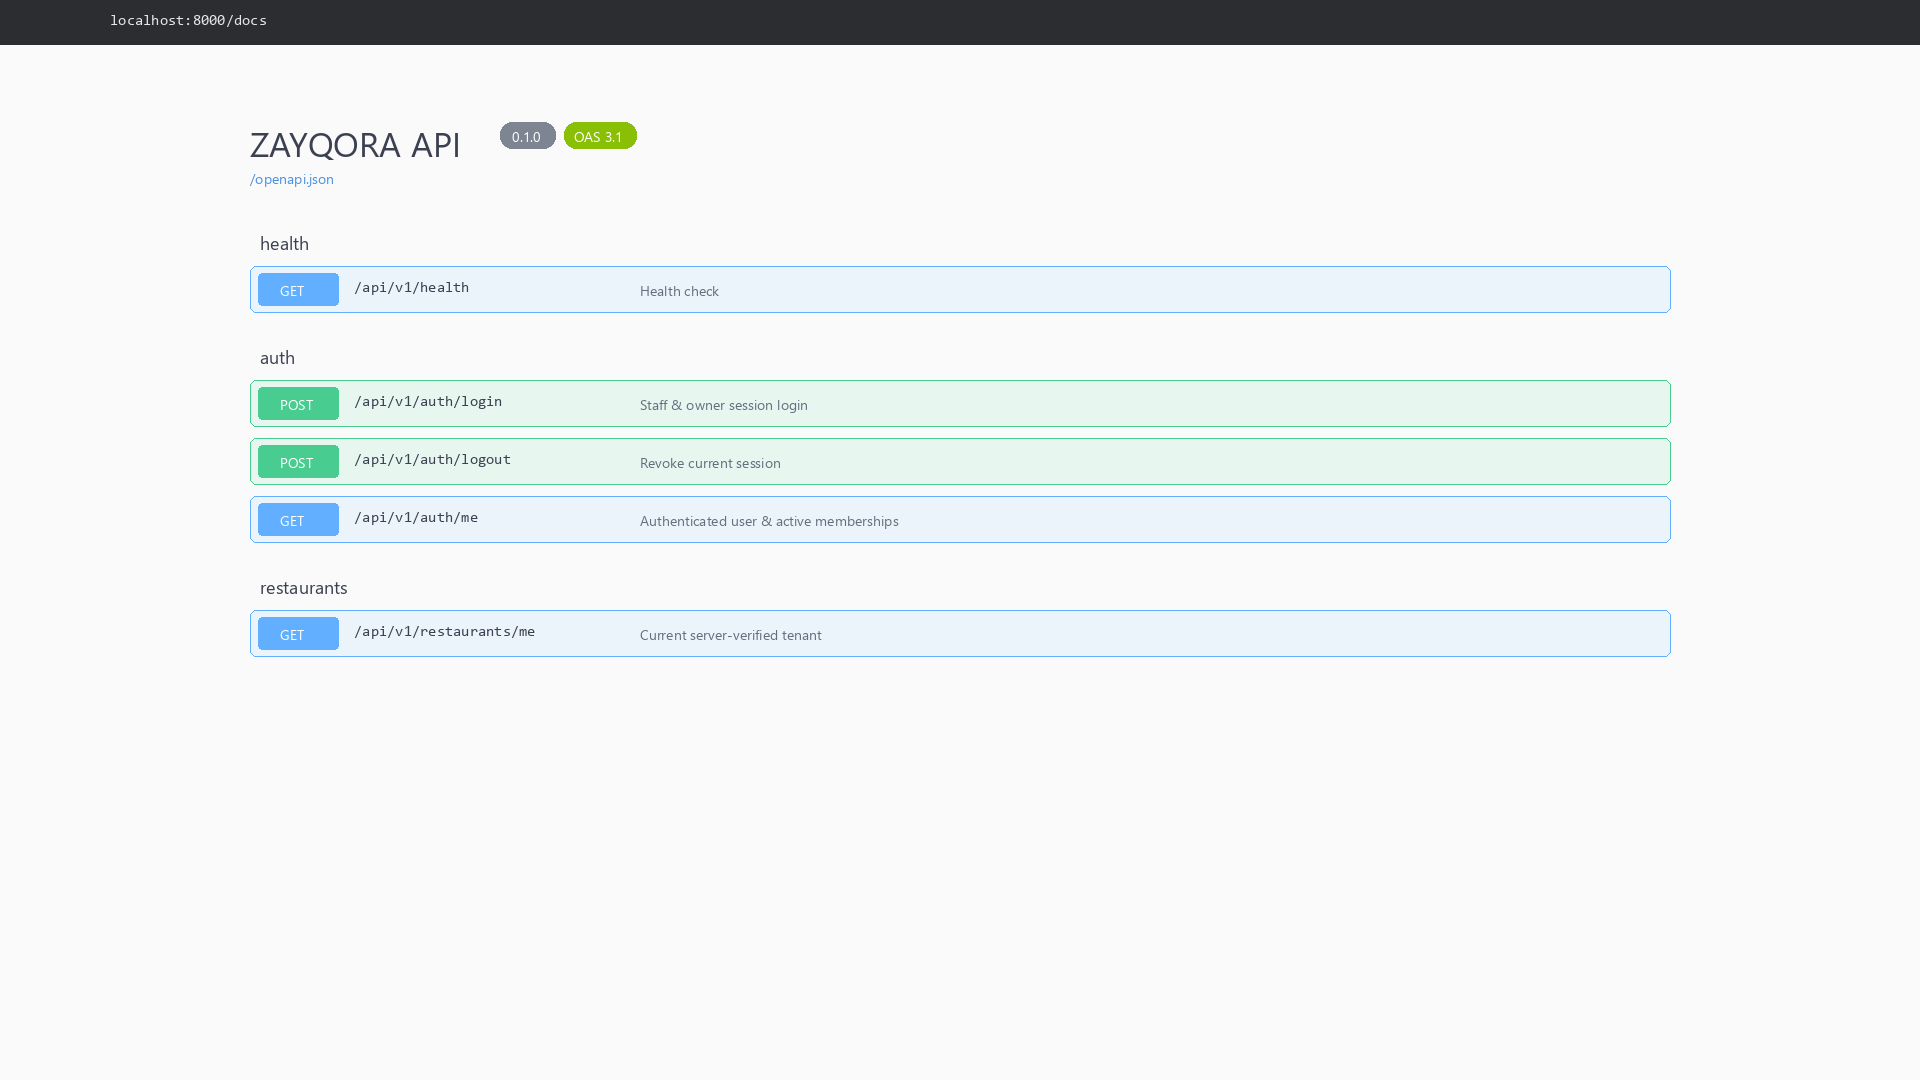 localhost:8000/docs
ZAYQORA API 0.1.0 OAS 3.1
/openapi.json
health
GET /api/v1/health Health check
auth
POST /api/v1/auth/login Staff & owner session login
POST /api/v1/auth/logout Revoke current session
GET /api/v1/auth/me Authenticated user & active memberships
restaurants
GET /api/v1/restaurants/me Current server-verified tenant